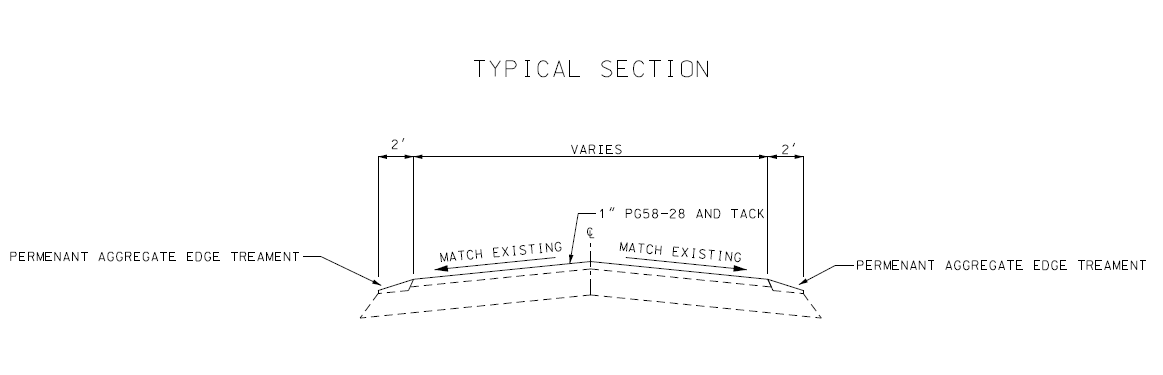 TYPICAL SECTION
2'
VARIES
2'
1" PG58-28 AND TACK
℄
MATCH EXISTING
MATCH EXISTING
PERMENANT AGGREGATE EDGE TREAMENT
PERMENANT AGGREGATE EDGE TREAMENT